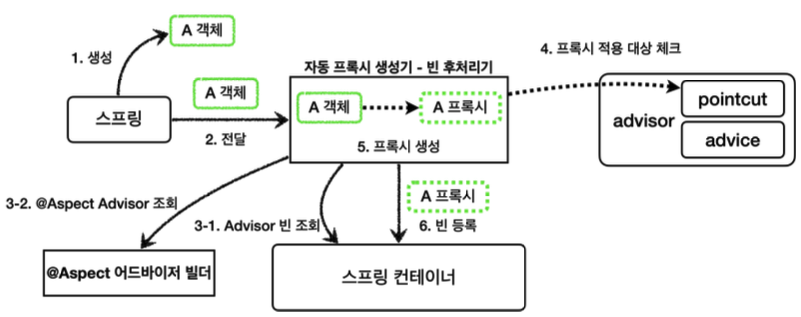 A 객체
1. 생성
스프링
A 객체
2. 전달
자동 프록시 생성기 - 빈 후처리기
A 객체
A 프록시
5. 프록시 생성
4. 프록시 적용 대상 체크
advisor
pointcut
advice
3-2. @Aspect Advisor 조회
@Aspect 어드바이저 빌더
3-1. Advisor 빈 조회
A 프록시
6. 빈 등록
스프링 컨테이너